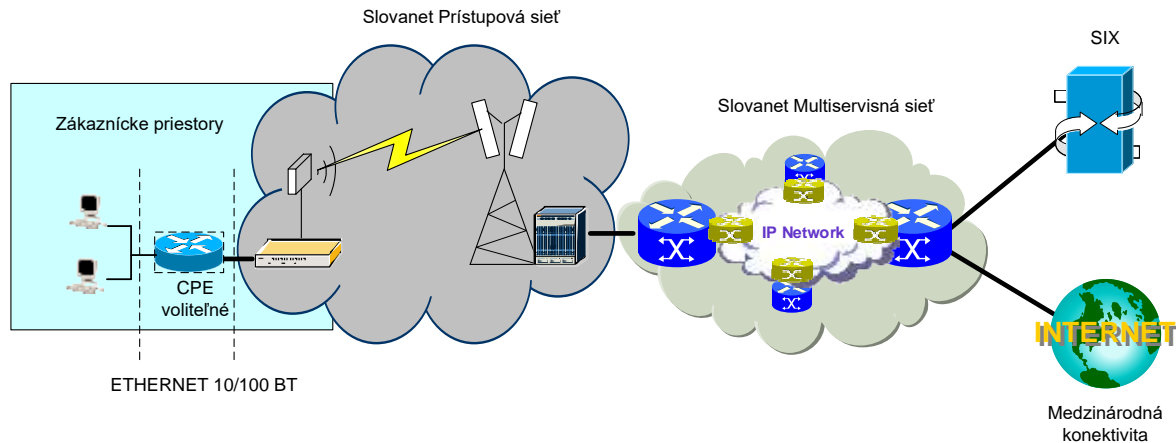 Slovanet Prístupová sieť
SIX
Slovanet Multiservisná sieť
Zákaznícke priestory
IP Network
CPE
voliteľné
INTERNET
ETHERNET 10/100 BT
Medzinárodná
konektivita